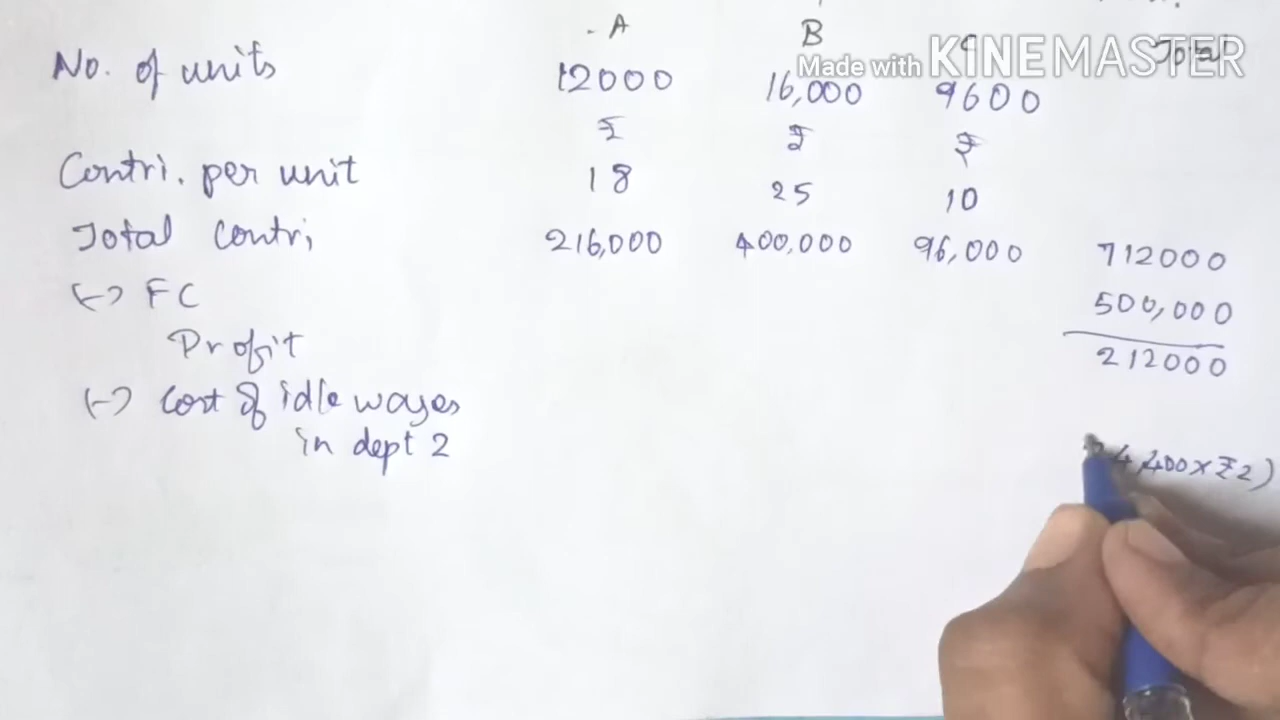 A B C Total
No. of units 12000 16,000 9600
₹ ₹ ₹
Contri. per unit 18 25 10
Total contri, 216,000 400,000 96,000 712000
(-) FC 500,000
Profit 212000
(-) Cost of idle wages
in dept 2
4,400 x ₹2)
Made with KINEMASTER